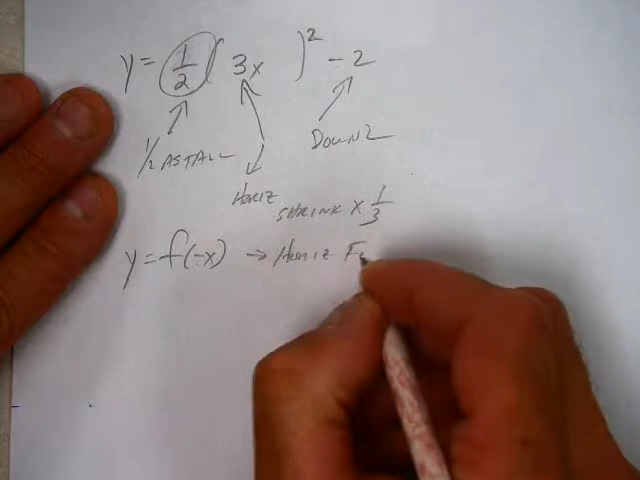 y = 1/2 ( 3x )² - 2
1/2 AS TALL
DOWN 2
HORIZ
SHRINK x 1/3
y = f(-x) → HORIZ